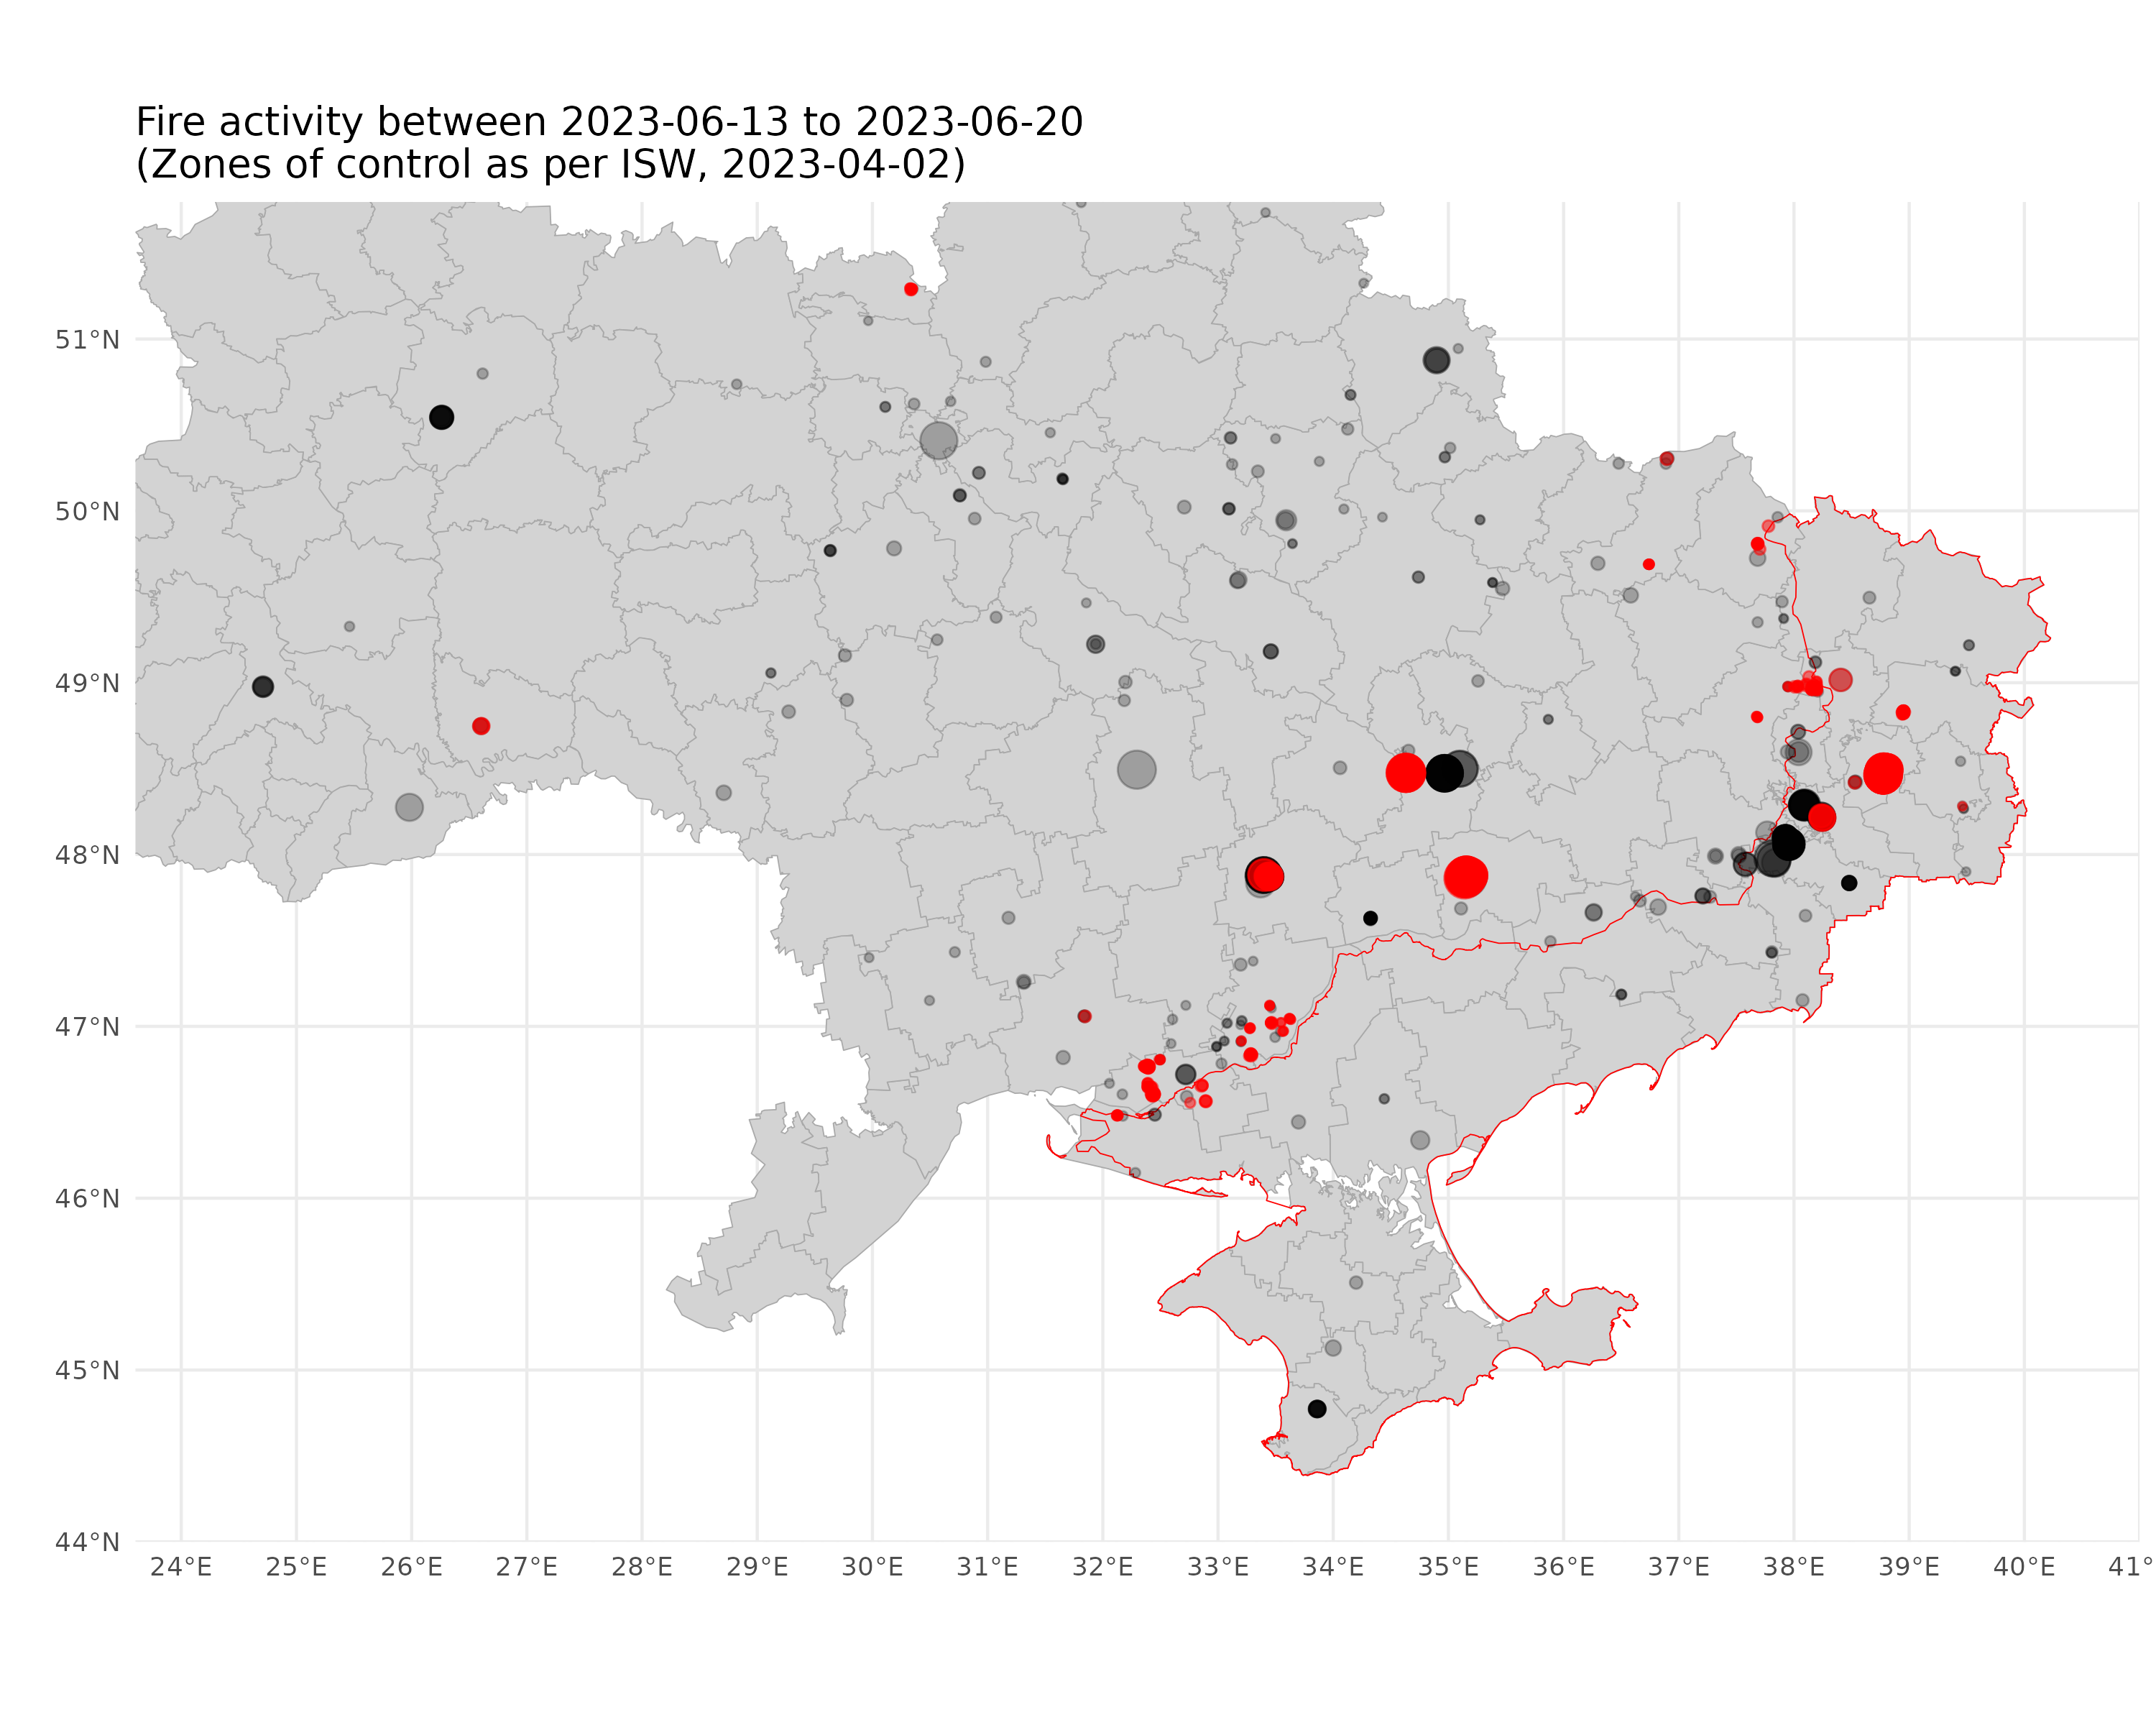 Fire activity between 2023-06-13 to 2023-06-20
(Zones of control as per ISW, 2023-04-02)
51°N
50°N
49°N
48°N
47°N
46°N
45°N
44°N
24°E 25°E 26°E 27°E 28°E 29°E 30°E 31°E 32°E 33°E 34°E 35°E 36°E 37°E 38°E 39°E 40°E 41°